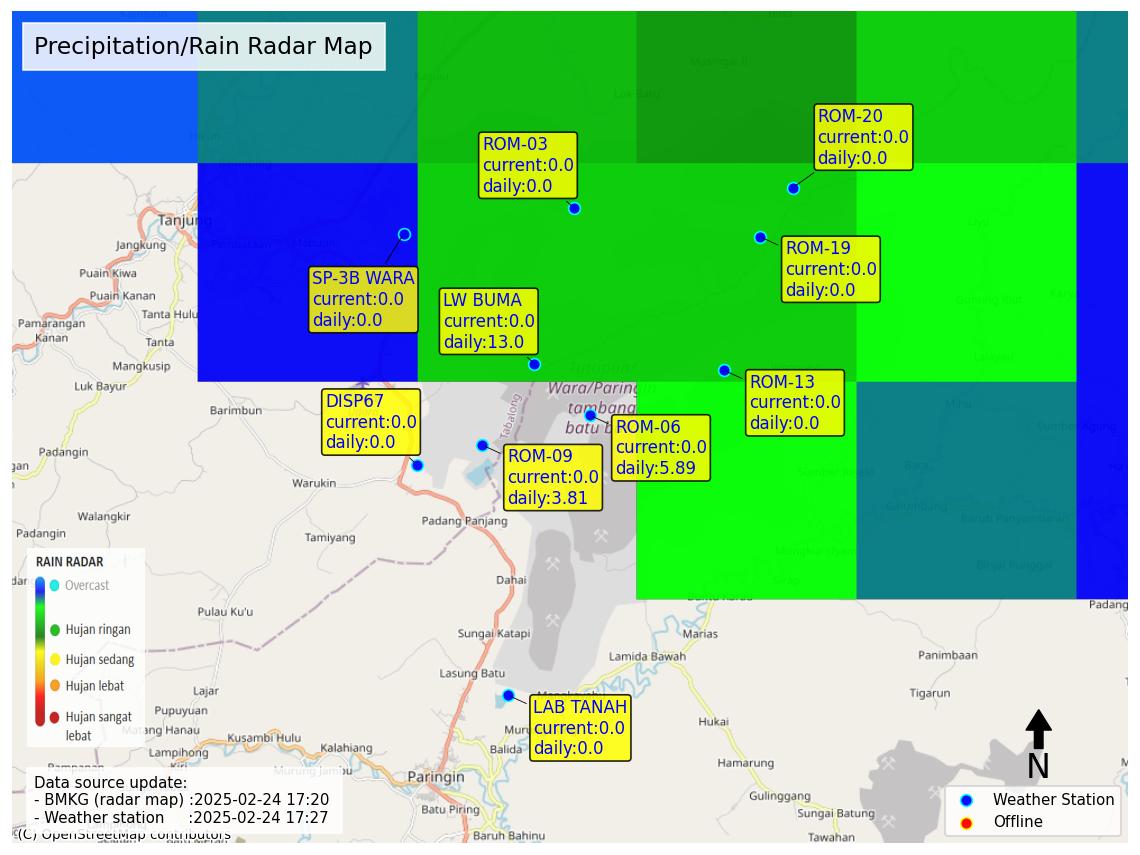 Precipitation/Rain Radar Map
ROM-20
current:0.0
daily:0.0
ROM-03
current:0.0
daily:0.0
ROM-19
current:0.0
daily:0.0
SP-3B WARA
current:0.0
daily:0.0
LW BUMA
current:0.0
daily:13.0
ROM-13
current:0.0
daily:0.0
DISP67
current:0.0
daily:0.0
ROM-06
current:0.0
daily:5.89
ROM-09
current:0.0
daily:3.81
LAB TANAH
current:0.0
daily:0.0
Tanjung
Jangkung
Puain Kiwa
Puain Kanan
Tanta Hulu
Pamarangan
Kanan
Tanta
Mangkusip
Luk Bayur
Barimbun
Padangin
Warukin
Walangkir
Padangin
Tamiyang
Padang Panjang
Tabalong
Wara/Paringin
tambang
batu
Dahai
Pulau Ku'u
Sungai Katapi
Marias
Lamida Bawah
Lasung Batu
Lajar
Pupuyuan
Matang Hanau
Kusambi Hulu
Lampihong
Kiri
Kalahiang
Murung Jambu
Paringin
Balida
Batu Piring
Baruh Bahinu
Hukai
Hamarung
Gulinggang
Sungai Batung
Tawahan
Panimbaan
Tigarun
Padang
RAIN RADAR
Overcast
Hujan ringan
Hujan sedang
Hujan lebat
Hujan sangat
lebat
Data source update:
- BMKG (radar map) :2025-02-24 17:20
- Weather station :2025-02-24 17:27
(C) OpenStreetMap contributors
N
Weather Station
Offline